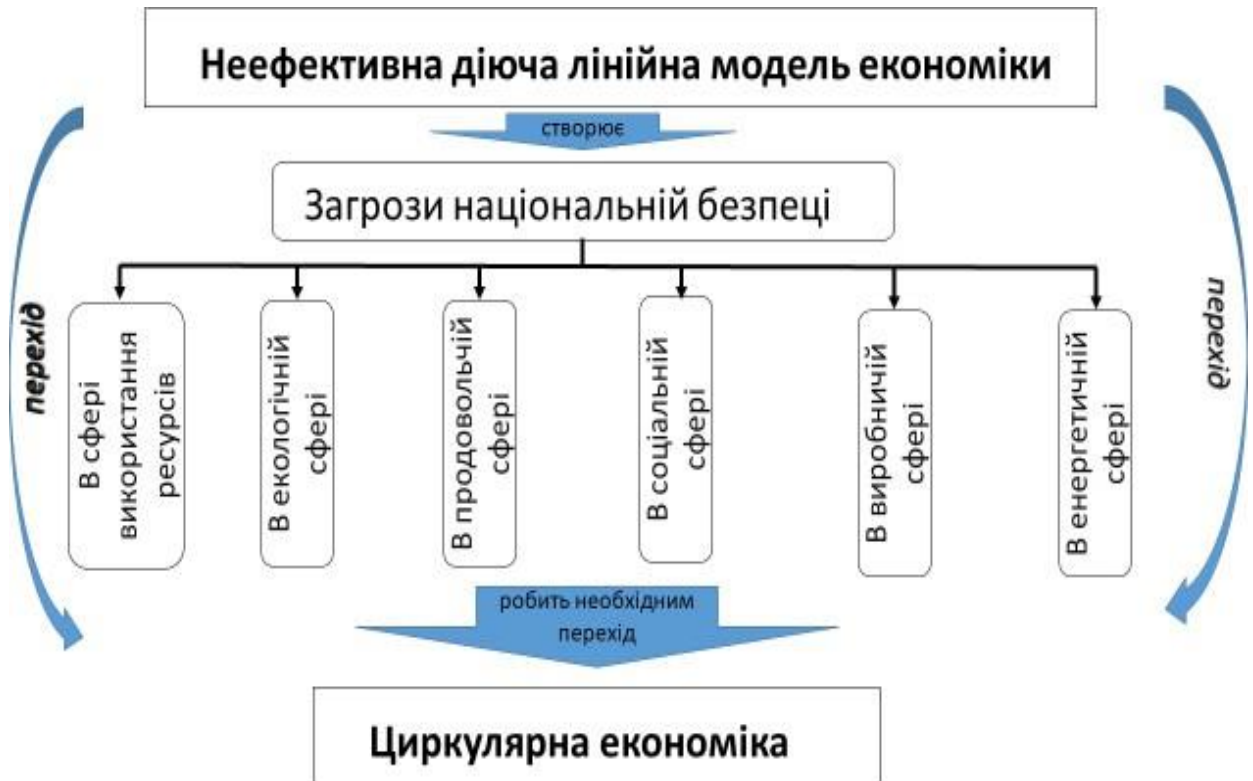 Неефективна діюча лінійна модель економіки
створює
Загрози національній безпеці
перехід
В сфері
використання
ресурсів
В екологічній
сфері
В продовольчій
сфері
В соціальній
сфері
В виробничій
сфері
В енергетичній
сфері
перехід
робить необхідним
перехід
Циркулярна економіка